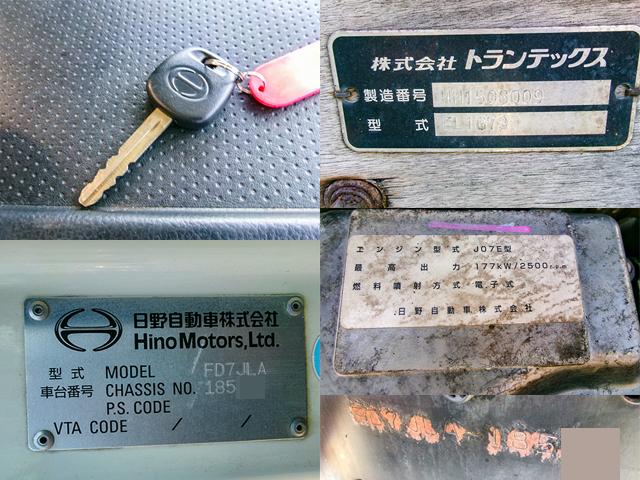 株式会社 トランテックス
製造番号
型 式
エンジン型式 J07E型
最高出力 177kW/2500r.p.m
燃料噴射方式 電子式
日野自動車株式会社
日野自動車株式会社
Hino Motors, Ltd.
型 式 MODEL FD7JLA
車台番号 CHASSIS NO. 185
P.S. CODE
VTA CODE / /